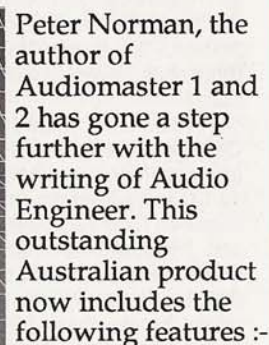 Peter Norman, the
author of
Audiomaster 1 and
2 has gone a step
further with the
writing of Audio
Engineer. This
outstanding
Australian product
now includes the
following features :-